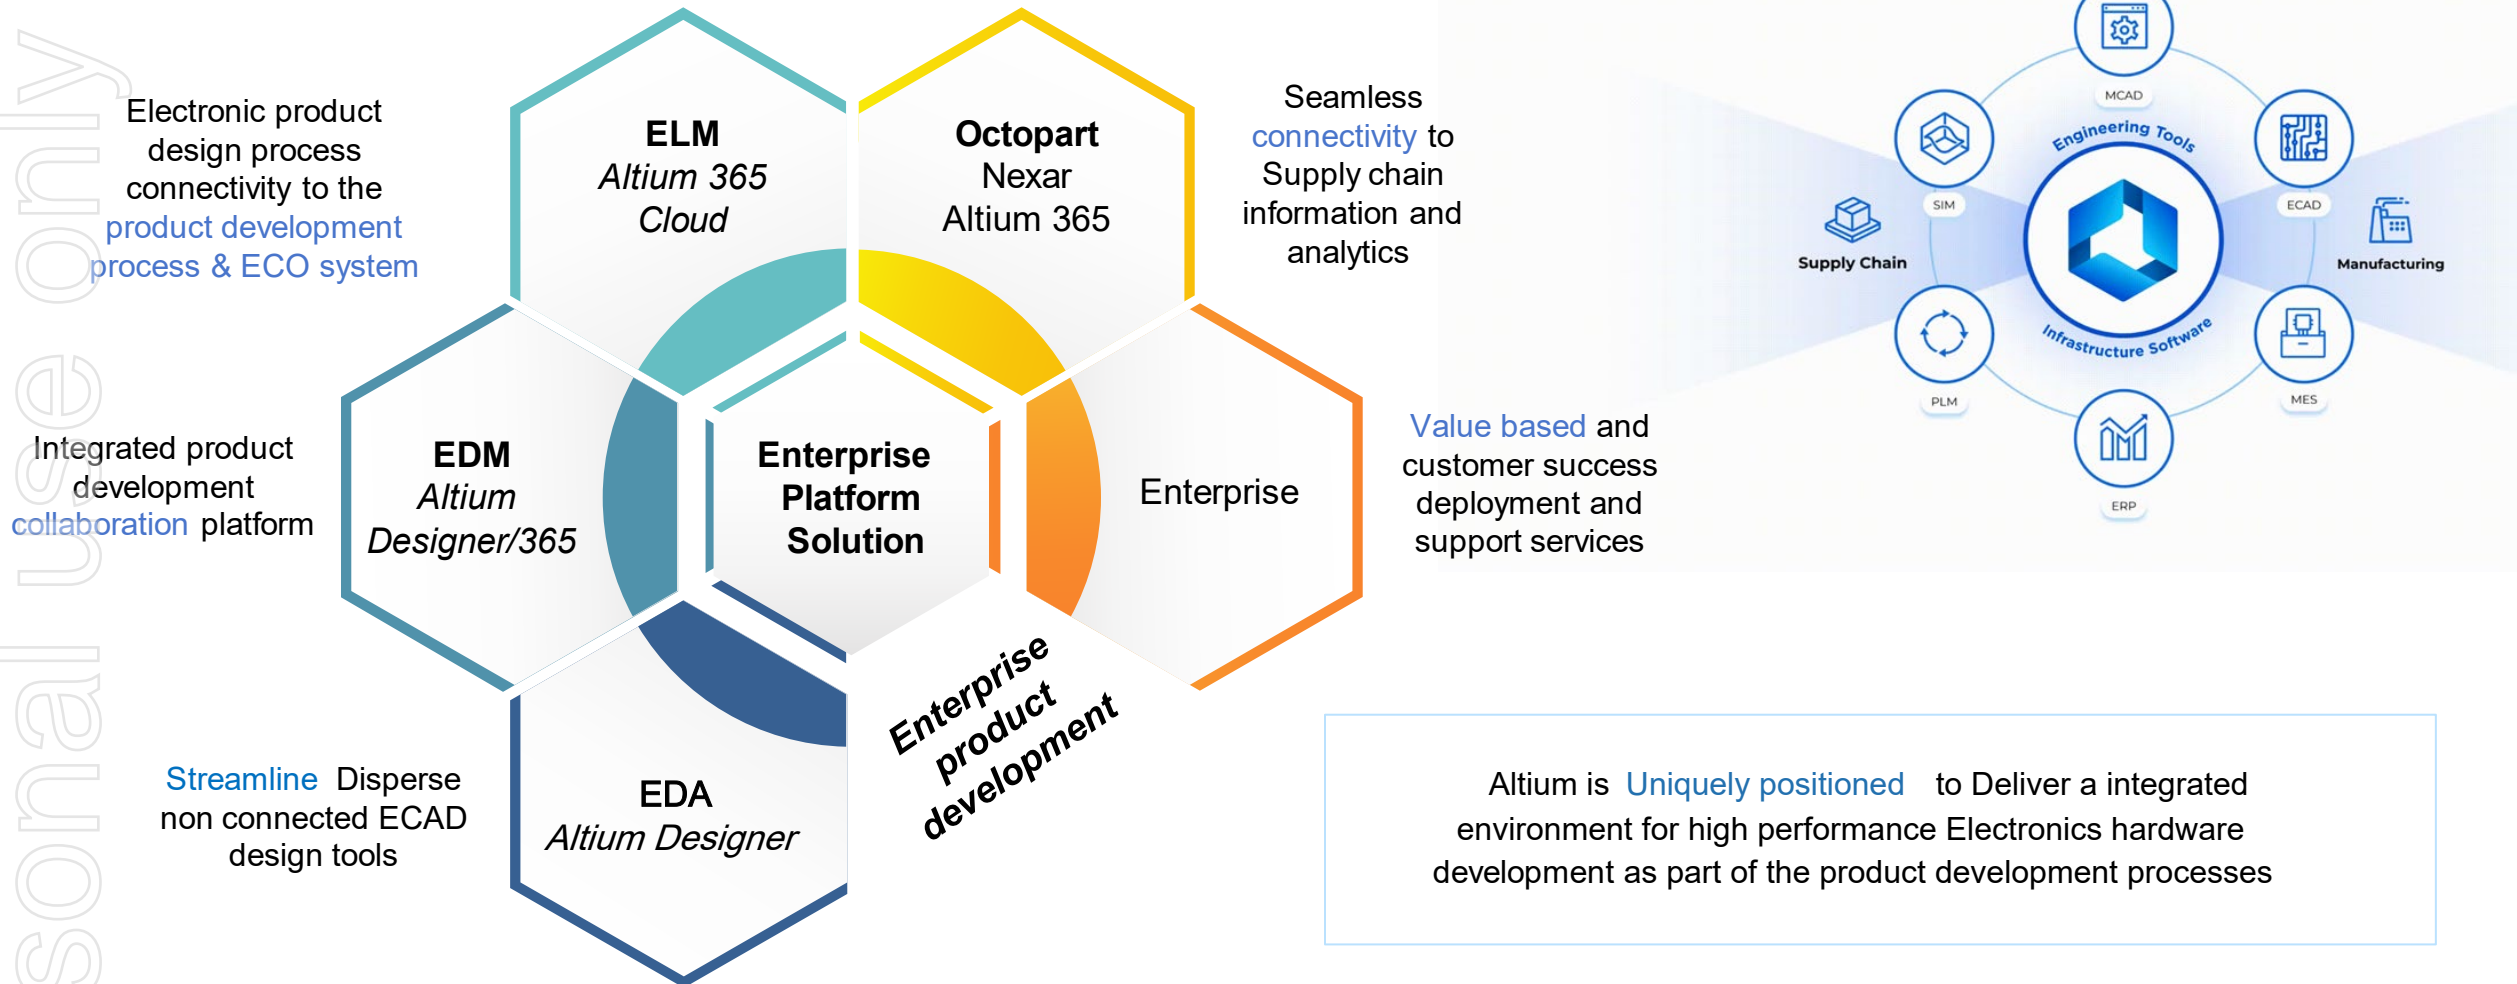 sonal use only
Electronic product
design process
connectivity to the
product development
process & ECO system
ELM
Altium 365
Cloud
Octopart
Nexar
Altium 365
Seamless
connectivity to
Supply chain
information and
analytics
Integrated product
development
collaboration platform
EDM
Altium
Designer/365
Enterprise
Platform
Solution
Enterprise
Value based and
customer success
deployment and
support services
Streamline Disperse
non connected ECAD
design tools
EDA
Altium Designer
Enterprise
product
development
MCAD
Engineering Tools
SIM
ECAD
Supply Chain
Manufacturing
Infrastructure Software
PLM
MES
ERP
Altium is Uniquely positioned to Deliver a integrated
environment for high performance Electronics hardware
development as part of the product development processes